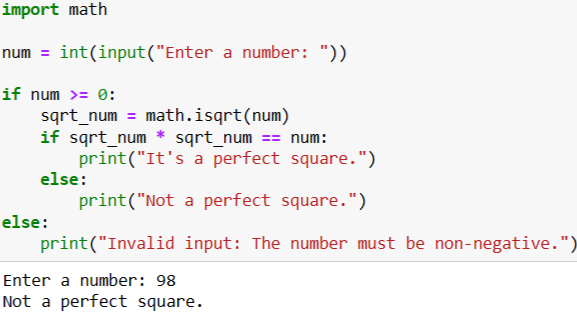 import math
num = int(input("Enter a number: "))
if num >= 0:
    sqrt_num = math.isqrt(num)
    if sqrt_num * sqrt_num == num:
        print("It's a perfect square.")
    else:
        print("Not a perfect square.")
else:
    print("Invalid input: The number must be non-negative.")
Enter a number: 98
Not a perfect square.